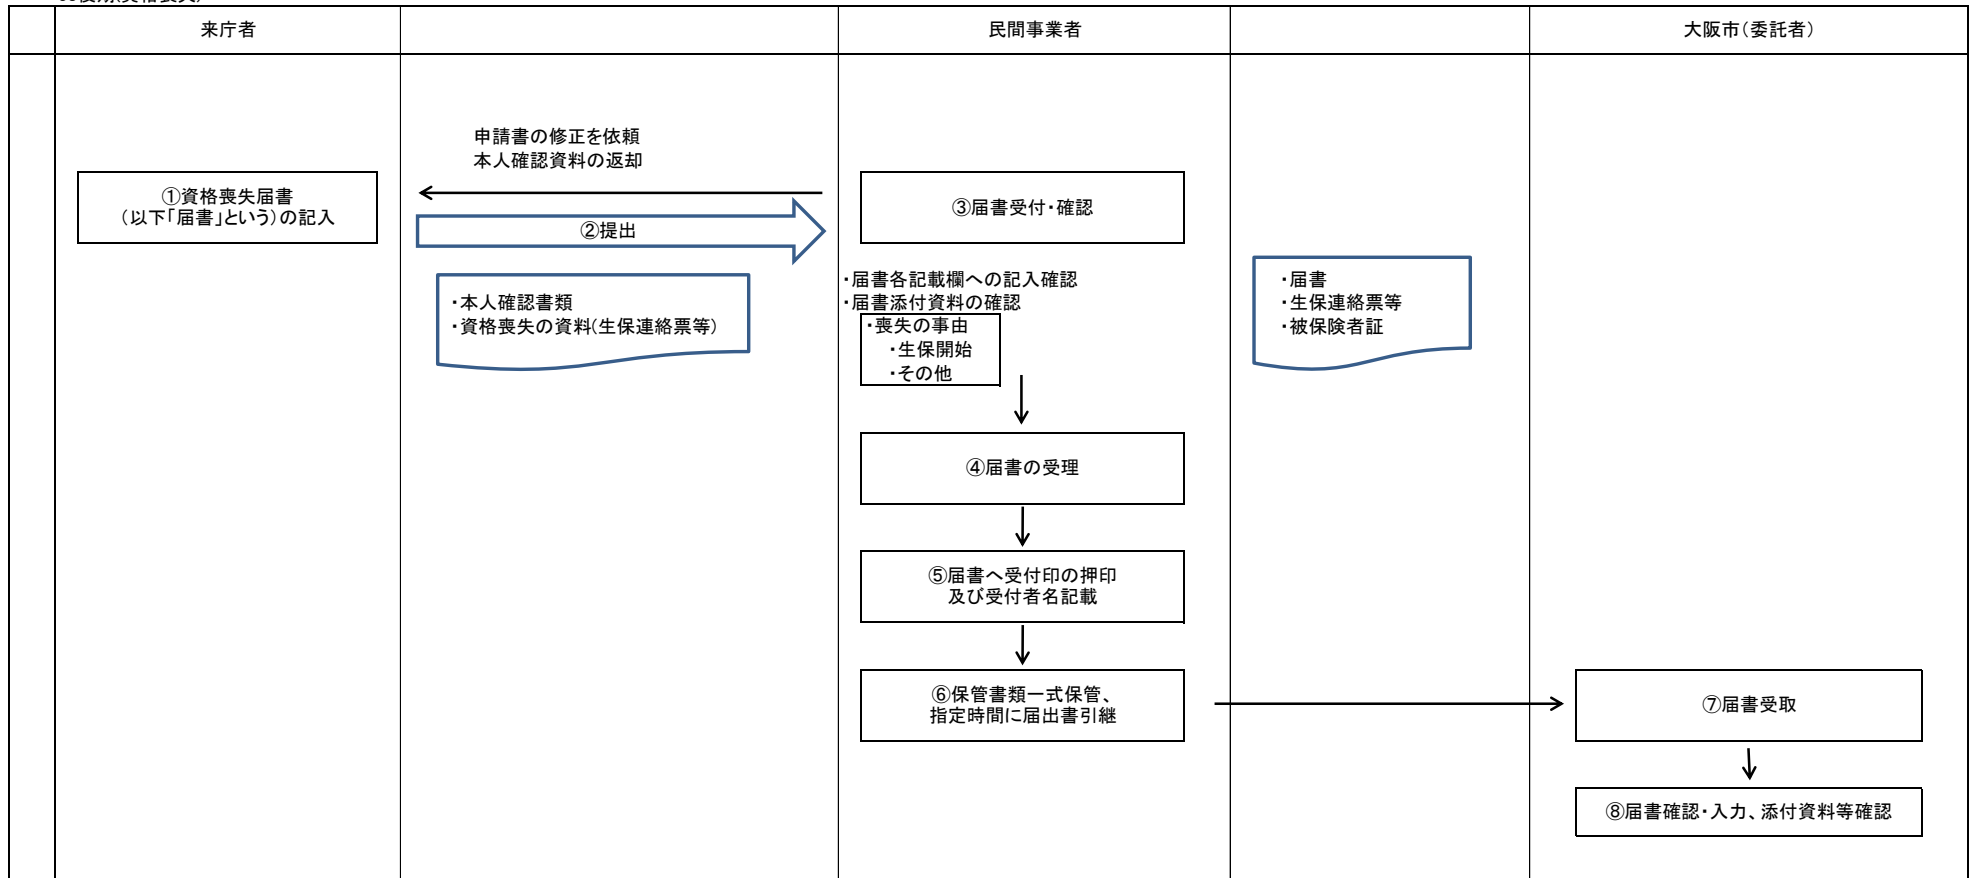 来庁者
民間事業者
大阪市（委託者）
申請書の修正を依頼
本人確認資料の返却
①資格喪失届書
（以下「届書」という）の記入
②提出
③届書受付・確認
・本人確認書類
・資格喪失の資料(生保連絡票等）
・届書各記載欄への記入確認
・届書添付資料の確認
・喪失の事由
・生保開始
・その他
・届書
・生保連絡票等
・被保険者証
④届書の受理
⑤届書へ受付印の押印
及び受付者名記載
⑥保管書類一式保管、
指定時間に届出書引継
⑦届書受取
⑧届書確認・入力、添付資料等確認